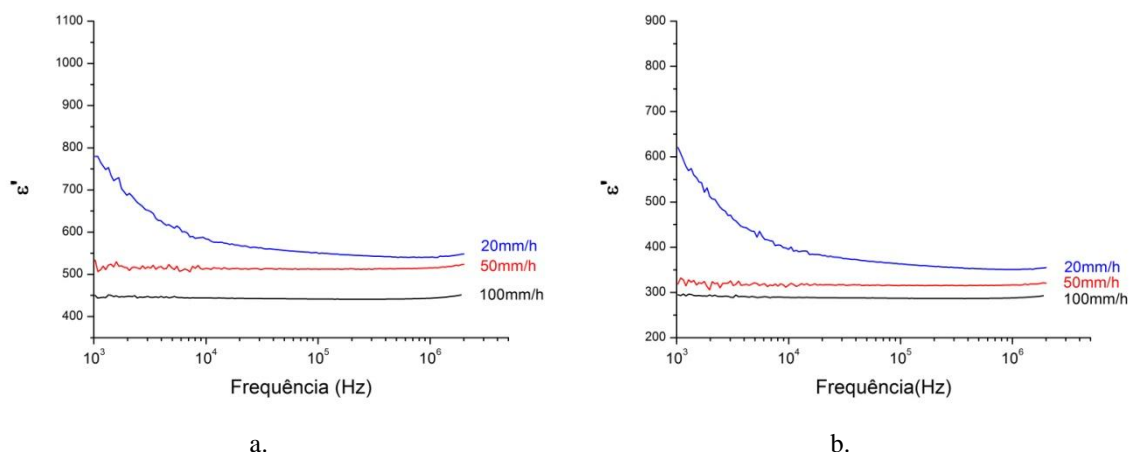 1100
1000
900
800
700
600
500
400
ε'
20mm/h
50mm/h
100mm/h
10³ 10⁴ 10⁵ 10⁶
Frequência (Hz)
a.
900
800
700
600
500
400
300
200
ε'
20mm/h
50mm/h
100mm/h
10³ 10⁴ 10⁵ 10⁶
Frequência(Hz)
b.